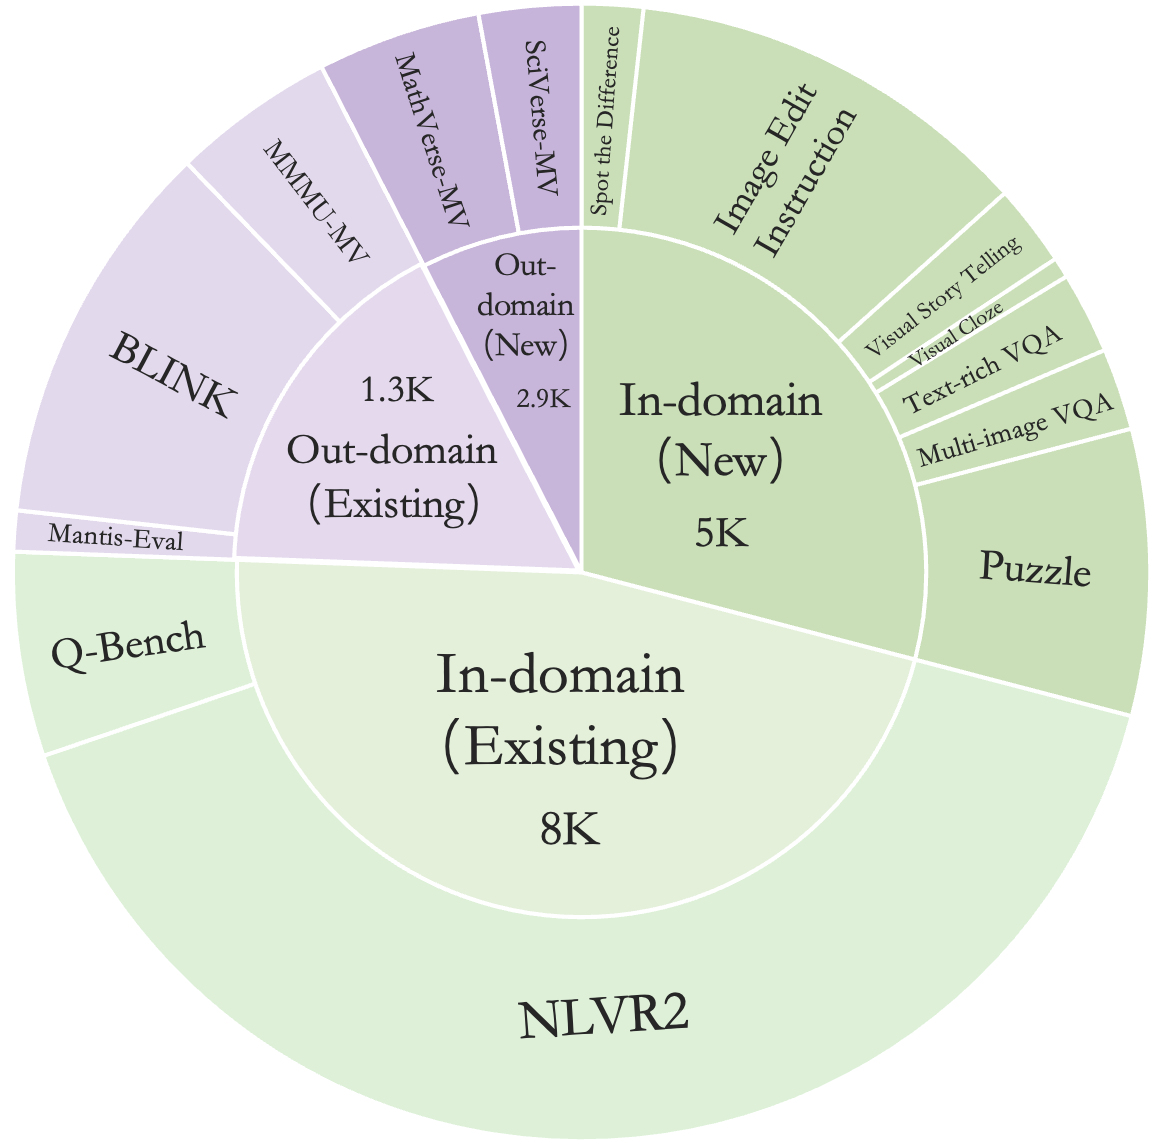 Spot the Difference
Image Edit
Instruction
Visual Story Telling
Visual Cloze
Text-rich VQA
Multi-image VQA
Puzzle
In-domain
(New)
5K
NLVR2
Q-Bench
In-domain
(Existing)
8K
Mantis-Eval
BLINK
MMMU-MV
1.3K
Out-domain
(Existing)
MathVerse-MV
SciVerse-MV
Out-
domain
(New)
2.9K